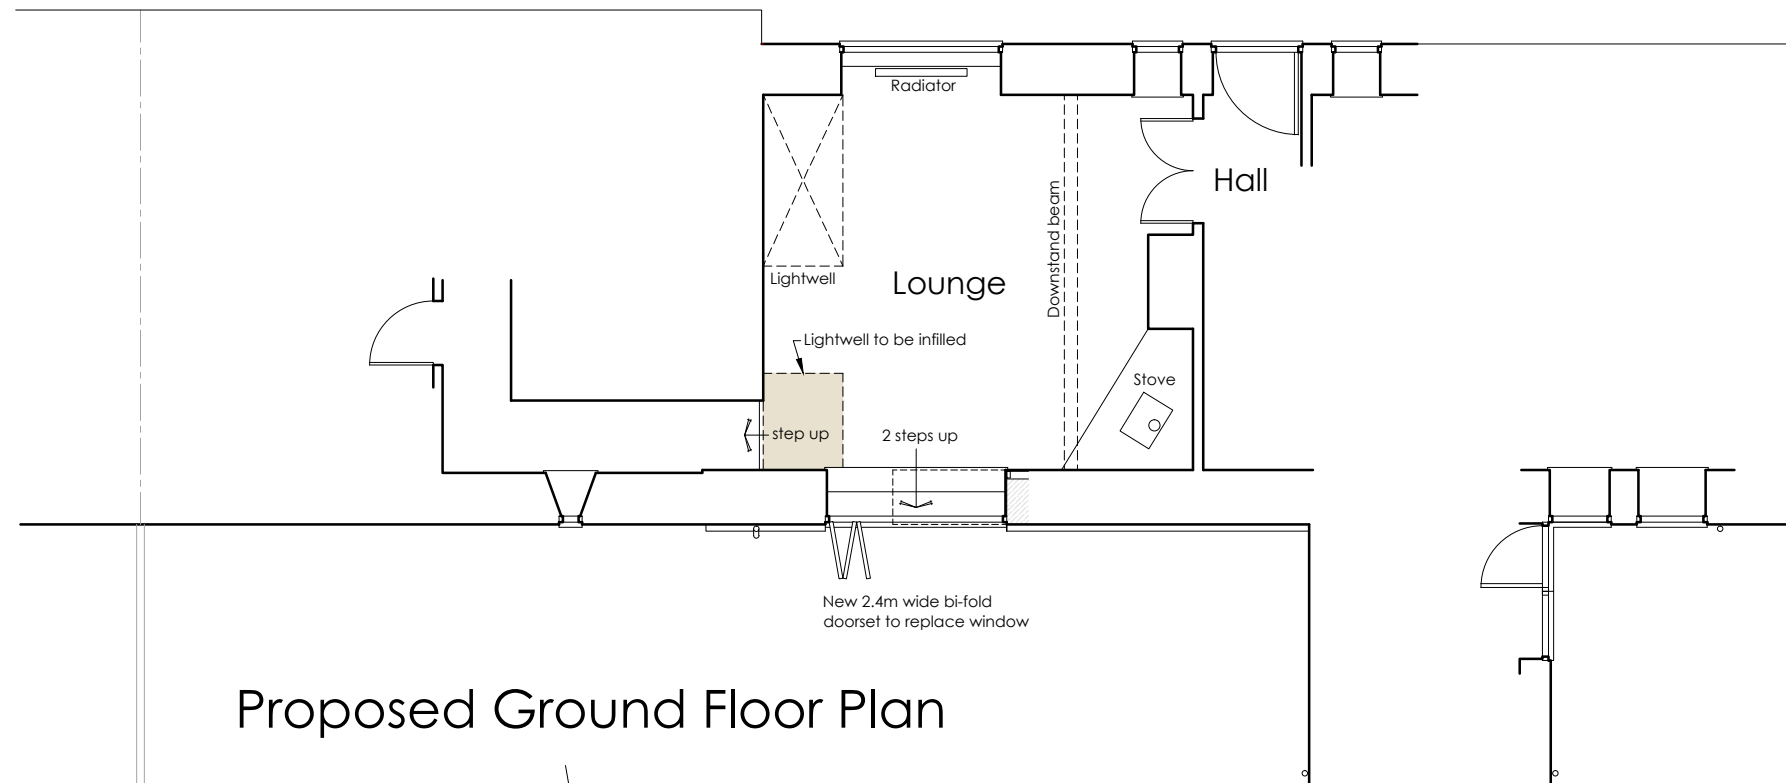 Radiator
Hall
Downstand beam
Lightwell
Lounge
Lightwell to be infilled
Stove
step up
2 steps up
New 2.4m wide bi-fold
doorset to replace window
Proposed Ground Floor Plan